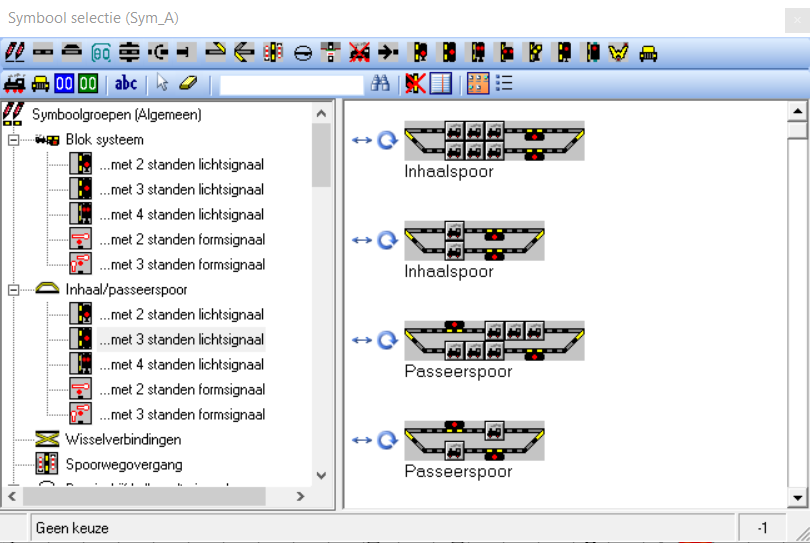 Symbool selectie (Sym_A)
00 00 abc
Symboolgroepen (Algemeen)
Blok systeem
...met 2 standen lichtsignaal
...met 3 standen lichtsignaal
...met 4 standen lichtsignaal
...met 2 standen formsignaal
...met 3 standen formsignaal
Inhaal/passeerspoor
...met 2 standen lichtsignaal
...met 3 standen lichtsignaal
...met 4 standen lichtsignaal
...met 2 standen formsignaal
...met 3 standen formsignaal
Wisselverbindingen
Spoorwegovergang
Inhaalspoor
Inhaalspoor
Passeerspoor
Passeerspoor
Geen keuze
-1